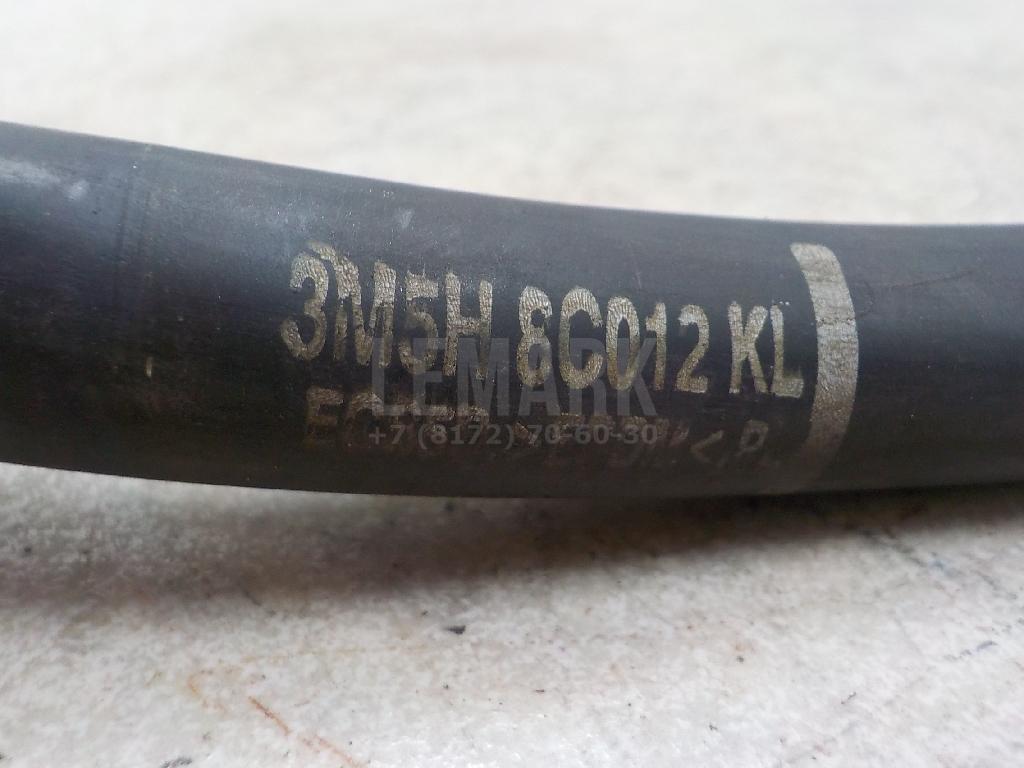 3M5H 8C012 KL
LEMARK
+7 (8172) 70-60-30